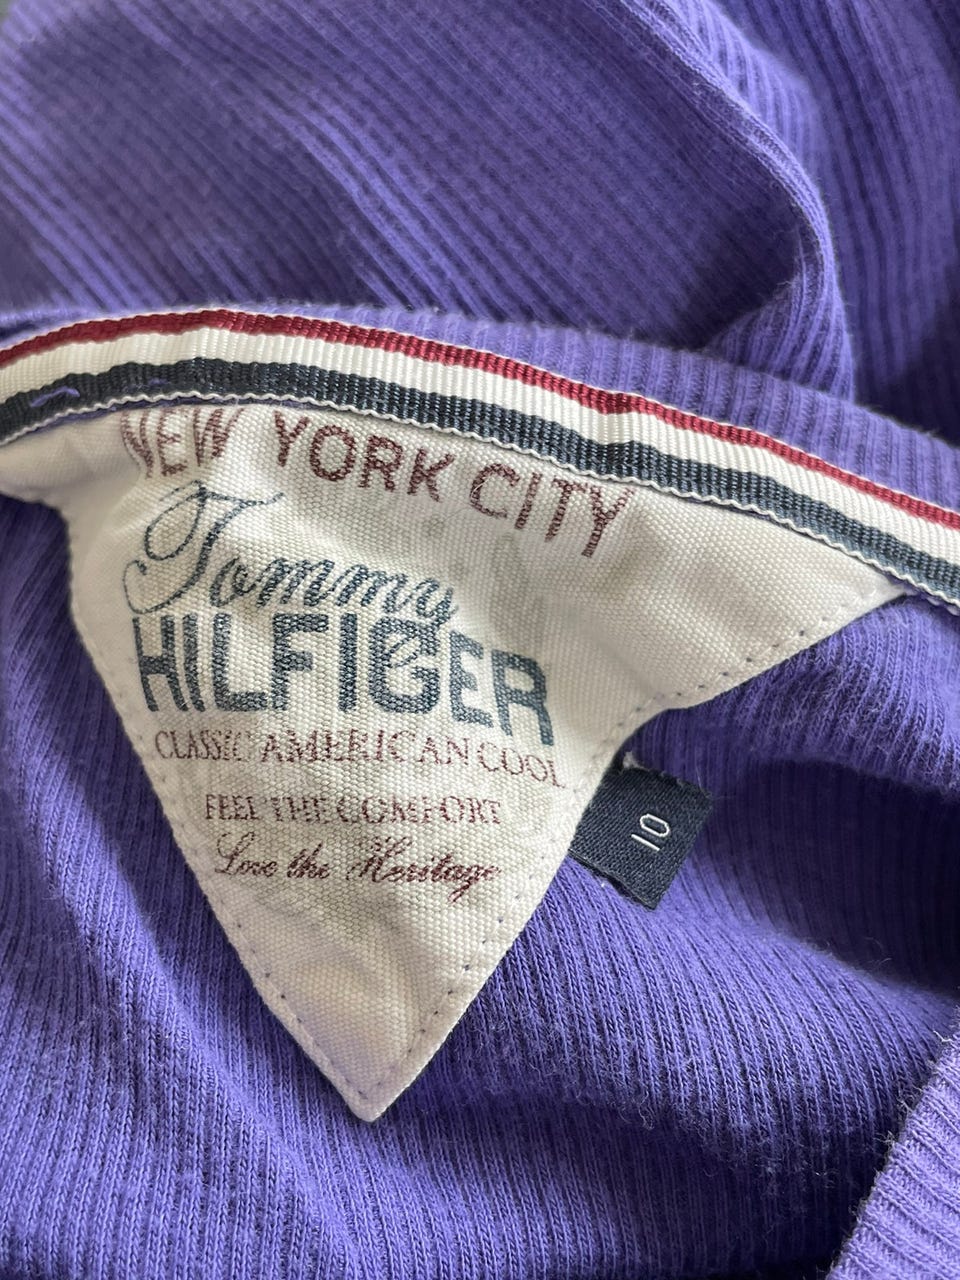 NEW YORK CITY
Tommy
HILFIGER
CLASSIC AMERICAN COOL
FEEL THE COMFORT
Love the Heritage
10